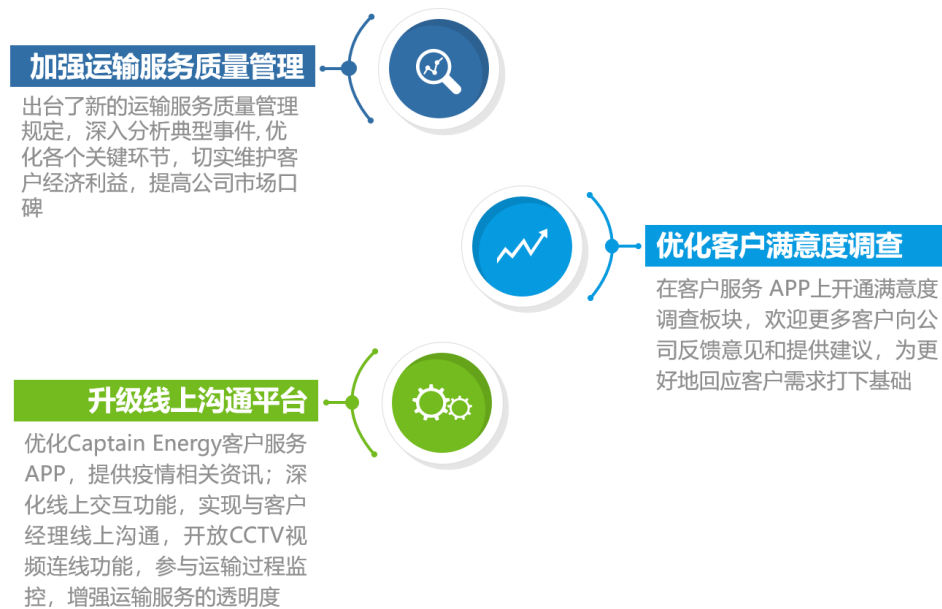 加强运输服务质量管理
出台了新的运输服务质量管理
规定，深入分析典型事件, 优
化各个关键环节，切实维护客
户经济利益，提高公司市场口
碑
优化客户满意度调查
在客户服务 APP上开通满意度
调查板块，欢迎更多客户向公
司反馈意见和提供建议，为更
好地回应客户需求打下基础
升级线上沟通平台
优化Captain Energy客户服务
APP，提供疫情相关资讯；深
化线上交互功能，实现与客户
经理线上沟通，开放CCTV视
频连线功能，参与运输过程监
控，增强运输服务的透明度